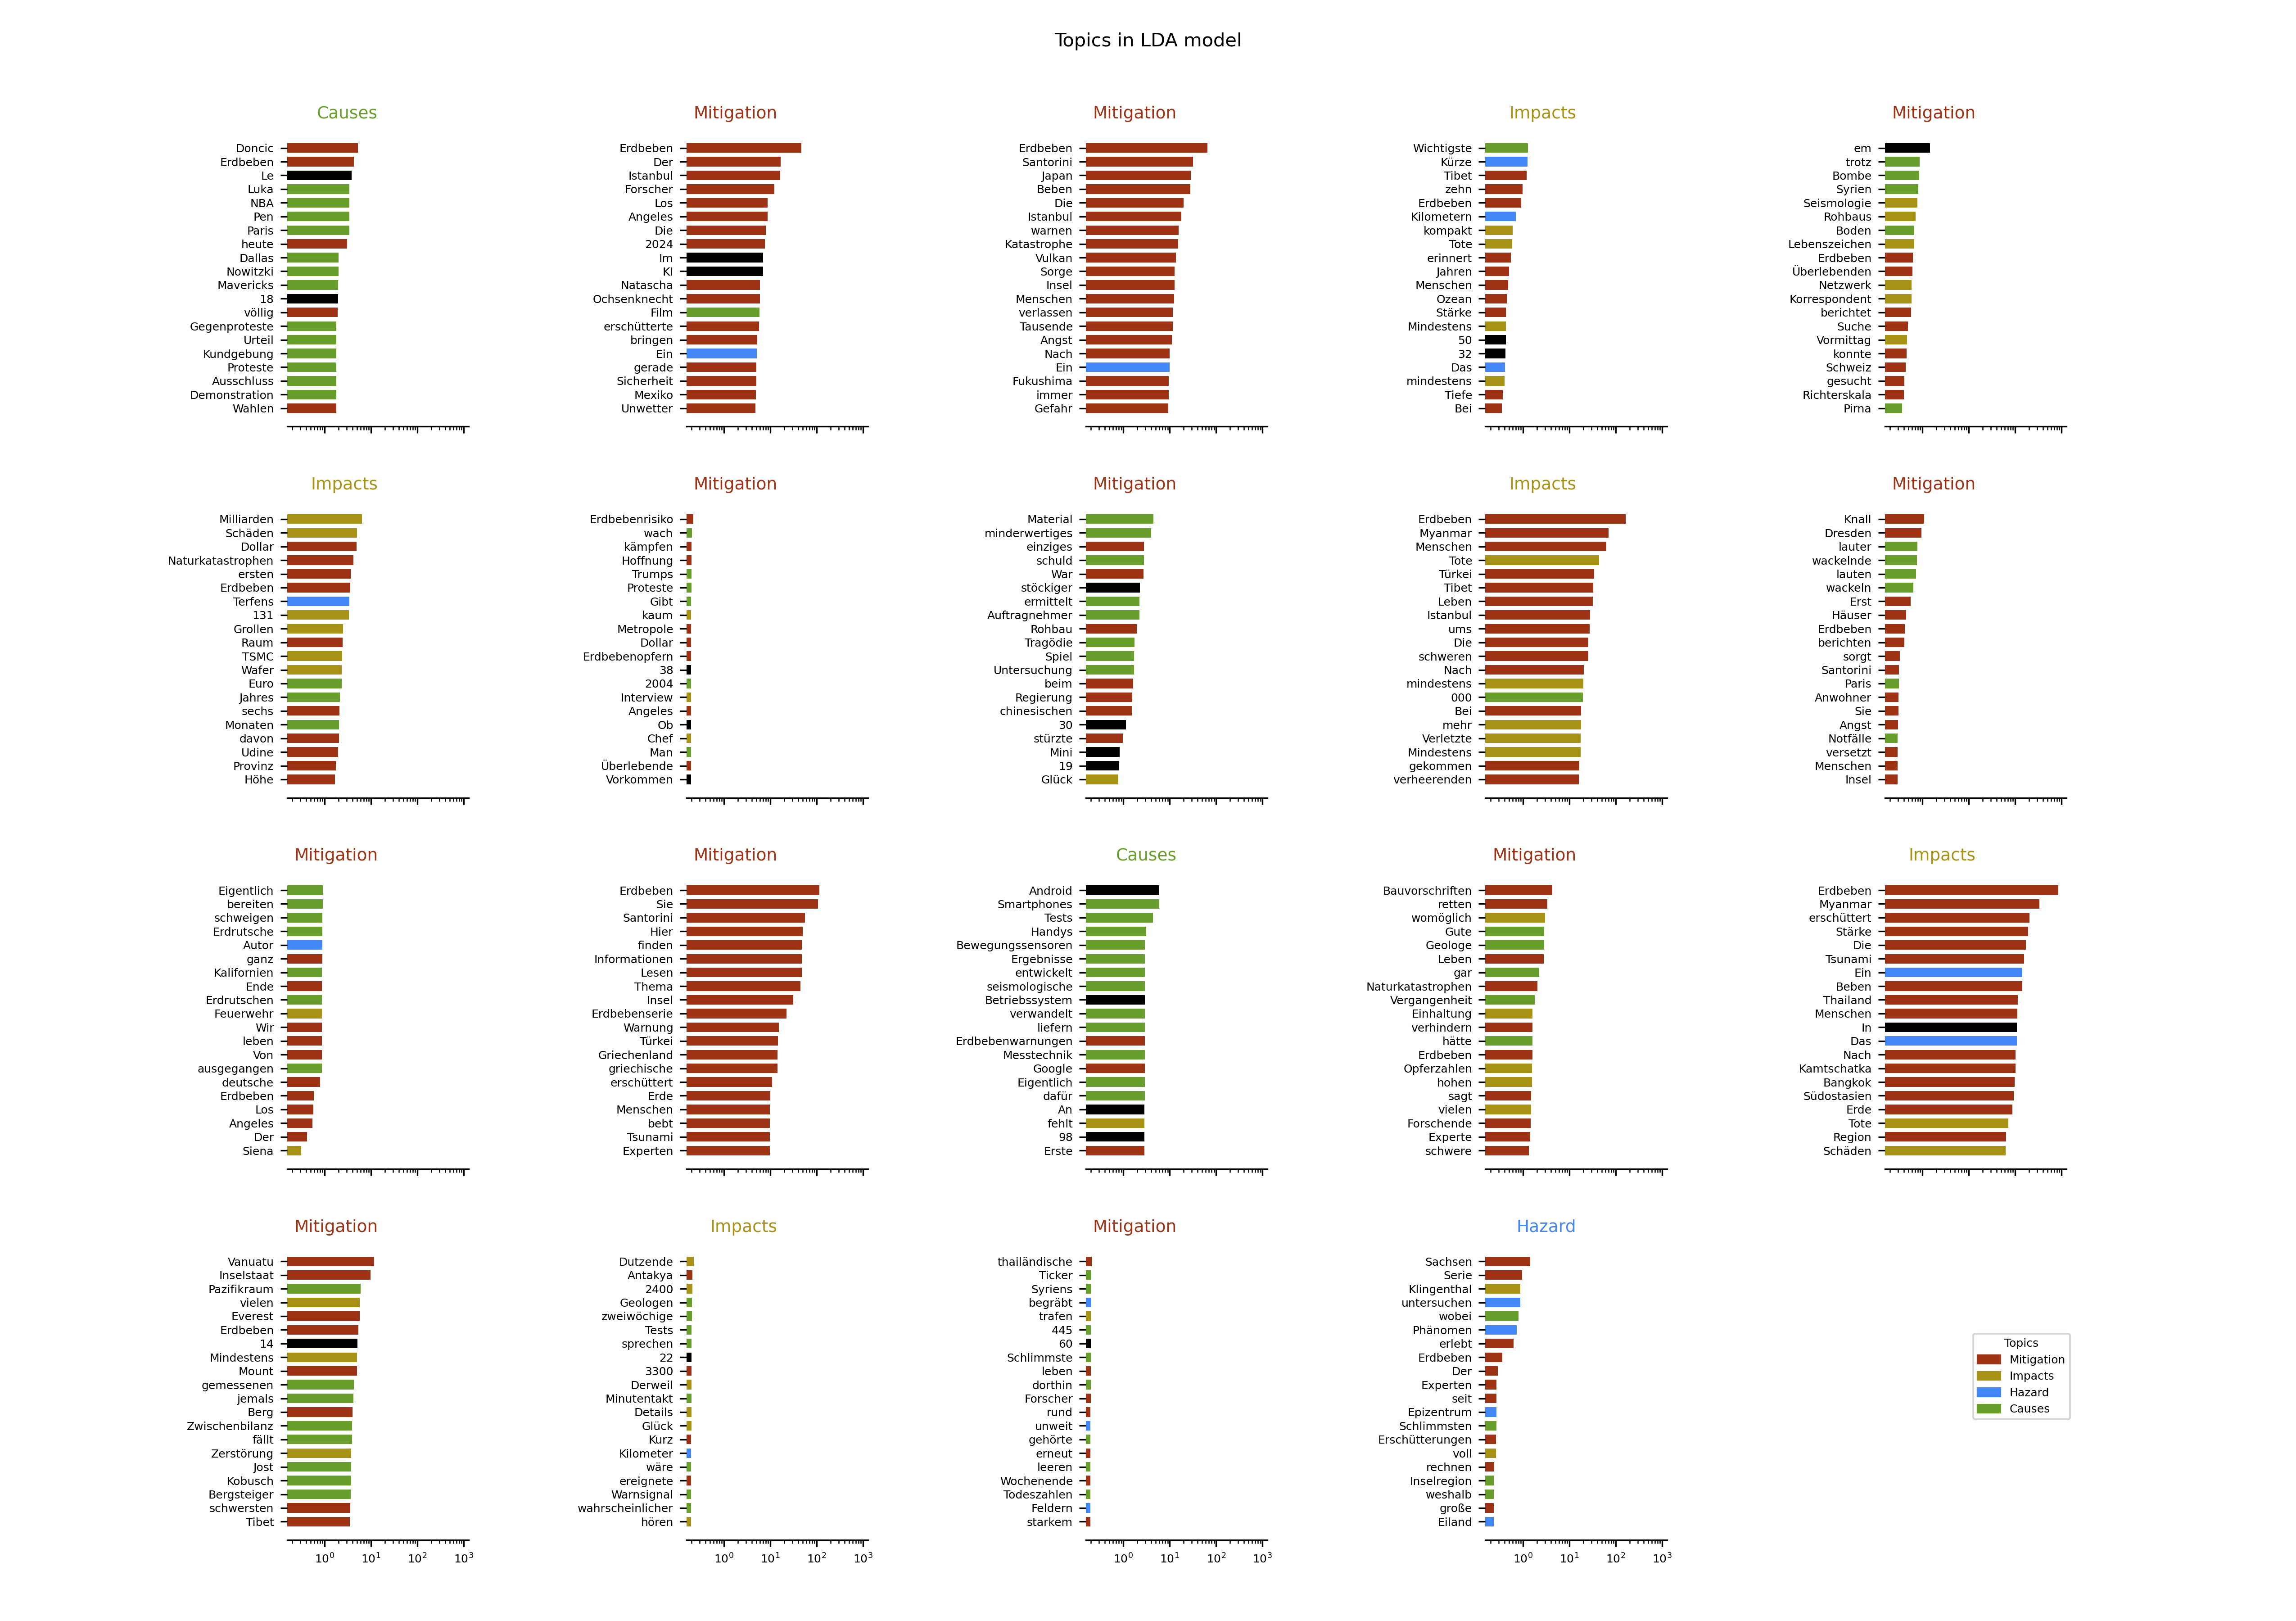 Topics in LDA model
Causes
Doncic
Erdbeben
Le
Luka
NBA
Pen
Paris
heute
Dallas
Nowitzki
Mavericks
18
völlig
Gegenproteste
Urteil
Kundgebung
Proteste
Ausschluss
Demonstration
Wahlen
Mitigation
Erdbeben
Der
Istanbul
Forscher
Los
Angeles
Die
2024
Im
KI
Natascha
Ochsenknecht
Film
erschütterte
bringen
Ein
gerade
Sicherheit
Mexiko
Unwetter
Mitigation
Erdbeben
Santorini
Japan
Beben
Die
Istanbul
warnen
Katastrophe
Vulkan
Sorge
Insel
Menschen
verlassen
Tausende
Angst
Nach
Ein
Fukushima
immer
Gefahr
Impacts
Wichtigste
Kürze
Tibet
zehn
Erdbeben
Kilometern
kompakt
Tote
erinnert
Jahren
Menschen
Ozean
Stärke
Mindestens
50
32
Das
mindestens
Tiefe
Bei
Mitigation
em
trotz
Bombe
Syrien
Seismologie
Rohbaus
Boden
Lebenszeichen
Erdbeben
Überlebenden
Netzwerk
Korrespondent
berichtet
Suche
Vormittag
konnte
Schweiz
gesucht
Richterskala
Pirna
Impacts
Milliarden
Schäden
Dollar
Naturkatastrophen
ersten
Erdbeben
Terfens
131
Grollen
Raum
TSMC
Wafer
Euro
Jahres
sechs
Monaten
davon
Udine
Provinz
Höhe
Mitigation
Erdbebenrisiko
wach
kämpfen
Hoffnung
Trumps
Proteste
Gibt
kaum
Metropole
Dollar
Erdbebenopfern
38
2004
Interview
Angeles
Ob
Chef
Man
Überlebende
Vorkommen
Mitigation
Material
minderwertiges
einziges
schuld
War
stöckiger
ermittelt
Auftragnehmer
Rohbau
Tragödie
Spiel
Untersuchung
beim
Regierung
chinesischen
30
stürzte
Mini
19
Glück
Impacts
Erdbeben
Myanmar
Menschen
Tote
Türkei
Tibet
Leben
Istanbul
ums
Die
schweren
Nach
mindestens
000
Bei
mehr
Verletzte
Mindestens
gekommen
verheerenden
Mitigation
Knall
Dresden
lauter
wackelnde
lauten
wackeln
Erst
Häuser
Erdbeben
berichten
sorgt
Santorini
Paris
Anwohner
Sie
Angst
Notfälle
versetzt
Menschen
Insel
Mitigation
Eigentlich
bereiten
schweigen
Erdrutsche
Autor
ganz
Kalifornien
Ende
Erdrutschen
Feuerwehr
Wir
leben
Von
ausgegangen
deutsche
Erdbeben
Los
Angeles
Der
Siena
Mitigation
Erdbeben
Sie
Santorini
Hier
finden
Informationen
Lesen
Thema
Insel
Erdbebenserie
Warnung
Türkei
Griechenland
griechische
erschüttert
Erde
Menschen
bebt
Tsunami
Experten
Causes
Android
Smartphones
Tests
Handys
Bewegungssensoren
Ergebnisse
entwickelt
seismologische
Betriebssystem
verwandelt
liefern
Erdbebenwarnungen
Messtechnik
Google
Eigentlich
dafür
An
fehlt
98
Erste
Mitigation
Bauvorschriften
retten
womöglich
Gute
Geologe
Leben
gar
Naturkatastrophen
Vergangenheit
Einhaltung
verhindern
hätte
Erdbeben
Opferzahlen
hohen
sagt
vielen
Forschende
Experte
schwere
Impacts
Erdbeben
Myanmar
erschüttert
Stärke
Die
Tsunami
Ein
Beben
Thailand
Menschen
In
Das
Nach
Kamtschatka
Bangkok
Südostasien
Erde
Tote
Region
Schäden
Mitigation
Vanuatu
Inselstaat
Pazifikraum
vielen
Everest
Erdbeben
14
Mindestens
Mount
gemessenen
jemals
Berg
Zwischenbilanz
fällt
Zerstörung
Jost
Kobusch
Bergsteiger
schwersten
Tibet
10⁰ 10¹ 10² 10³
Impacts
Dutzende
Antakya
2400
Geologen
zweiwöchige
Tests
sprechen
22
3300
Derweil
Minutentakt
Details
Glück
Kurz
Kilometer
wäre
ereignete
Warnsignal
wahrscheinlicher
hören
10⁰ 10¹ 10² 10³
Mitigation
thailändische
Ticker
Syriens
begräbt
trafen
445
60
Schlimmste
leben
dorthin
Forscher
rund
unweit
gehörte
erneut
leeren
Wochenende
Todeszahlen
Feldern
starkem
10⁰ 10¹ 10² 10³
Hazard
Sachsen
Serie
Klingenthal
untersuchen
wobei
Phänomen
erlebt
Erdbeben
Der
Experten
seit
Epizentrum
Schlimmsten
Erschütterungen
voll
rechnen
Inselregion
weshalb
große
Eiland
10⁰ 10¹ 10² 10³
Topics
Mitigation
Impacts
Hazard
Causes